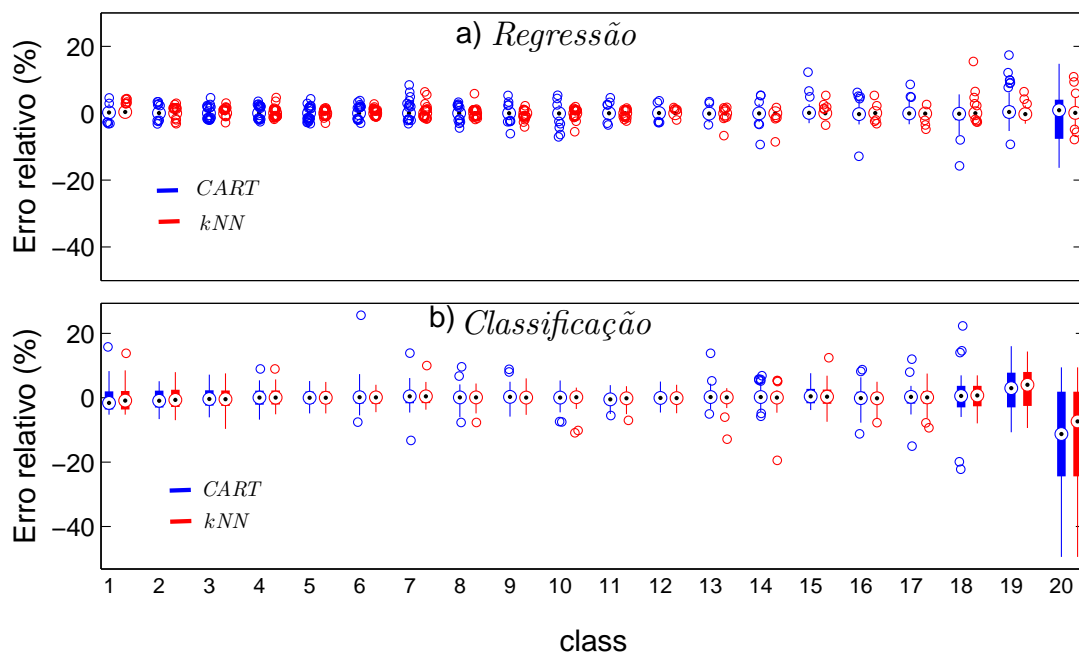 a) Regressão
Erro relativo (%)
20
0
−20
−40
CART
kNN
b) Classificação
Erro relativo (%)
20
0
−20
−40
CART
kNN
1 2 3 4 5 6 7 8 9 10 11 12 13 14 15 16 17 18 19 20
class